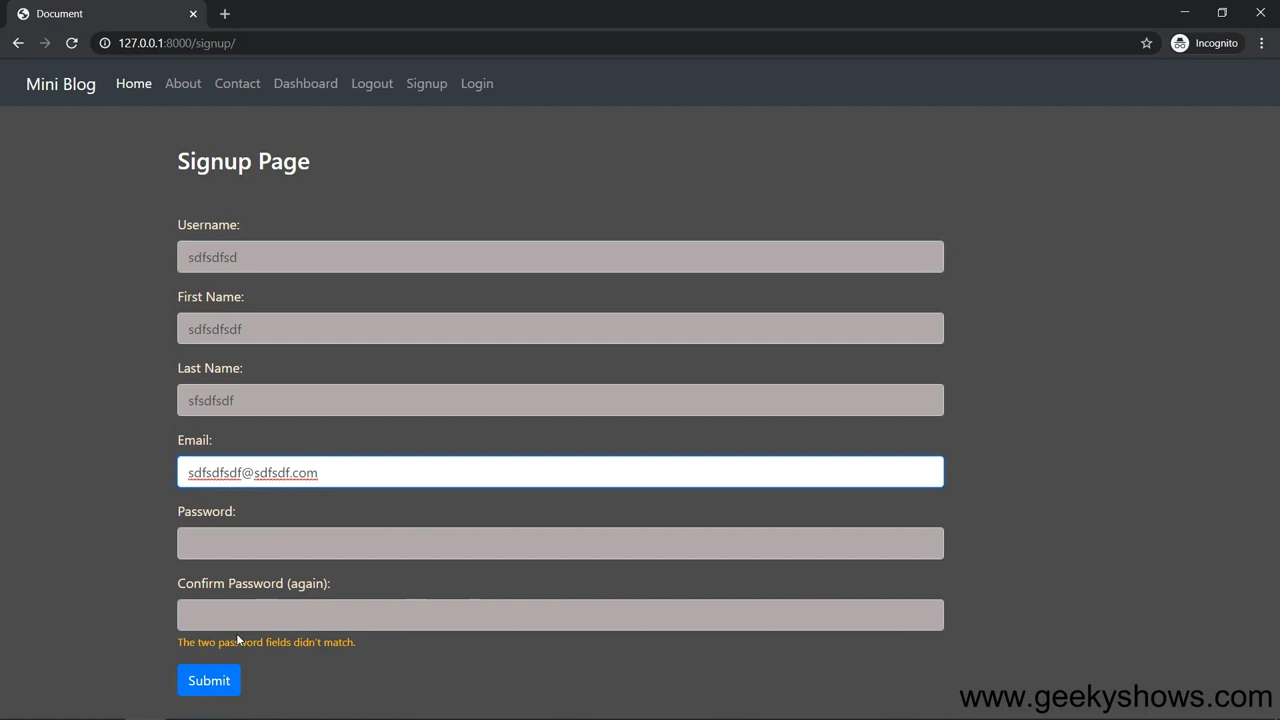 Document
127.0.0.1:8000/signup/
Incognito
Mini Blog Home About Contact Dashboard Logout Signup Login
Signup Page
Username:
sdfsdfsd
First Name:
sdfsdfsdf
Last Name:
sfsdfsdf
Email:
sdfsdfsdf@sdfsdf.com
Password:
Confirm Password (again):
The two password fields didn't match.
Submit
www.geekyshows.com